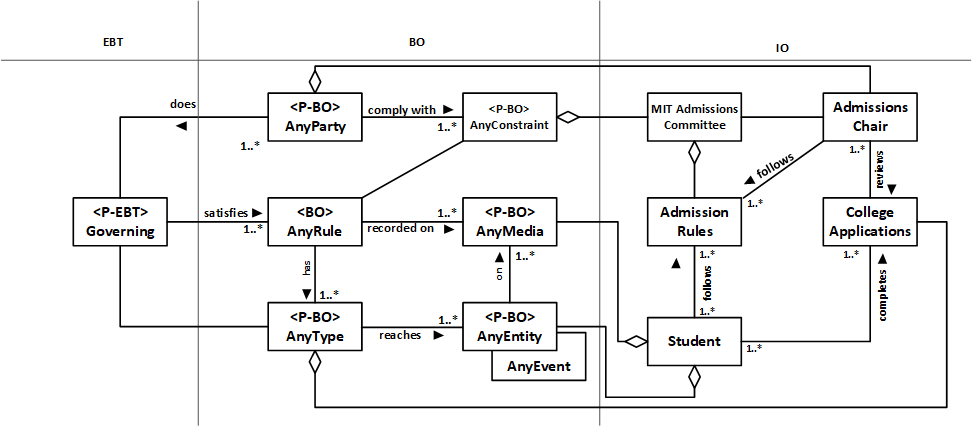 EBT
BO
IO
does
<P-BO>
AnyParty
1..*
comply with
1..*
<P-BO>
AnyConstraint
MIT Admissions
Committee
Admissions
Chair
1..*
follows
1..*
reviews
<P-EBT>
Governing
satisfies
1..*
<BO>
AnyRule
1..*
recorded on
<P-BO>
AnyMedia
1..*
Admission
Rules
1..*
College
Applications
1..*
has
1..*
on
follows
1..*
completes
<P-BO>
AnyType
1..*
reaches
<P-BO>
AnyEntity
AnyEvent
Student
1..*